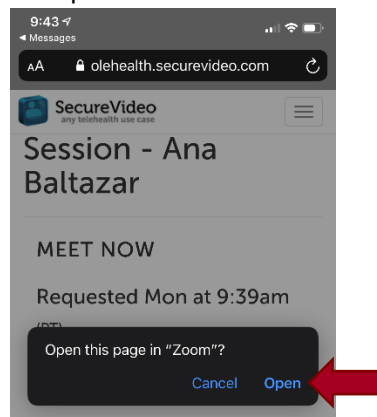 9:43
Messages
AA olehealth.securevideo.com
SecureVideo
any telehealth use case
Session - Ana
Baltazar
MEET NOW
Requested Mon at 9:39am
(PT)
Open this page in “Zoom”?
Cancel Open